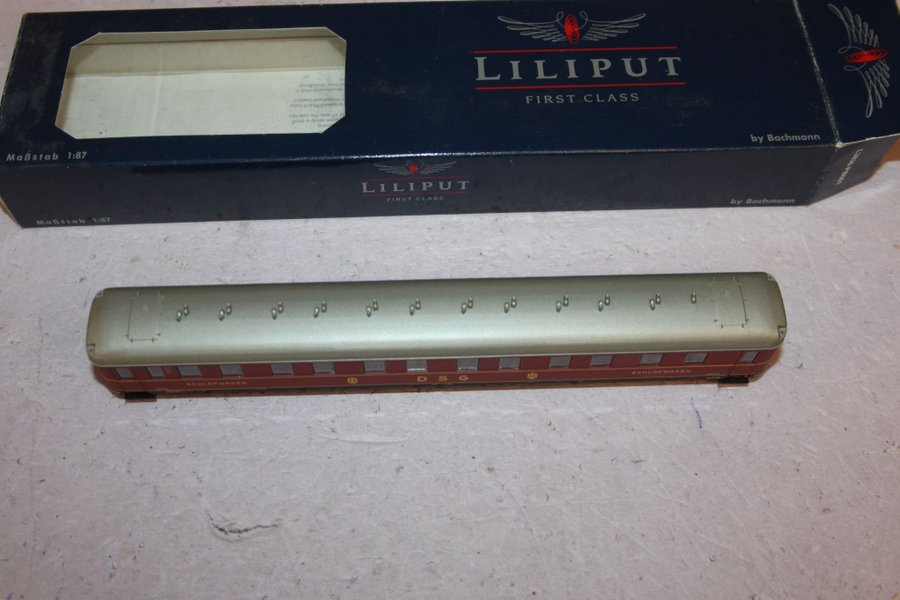 LILIPUT
FIRST CLASS
by Bachmann
Maßstab 1:87
LILIPUT
FIRST CLASS
Maßstab 1:87
by Bachmann
SCHLAFWAGEN
DSG
SCHLAFWAGEN